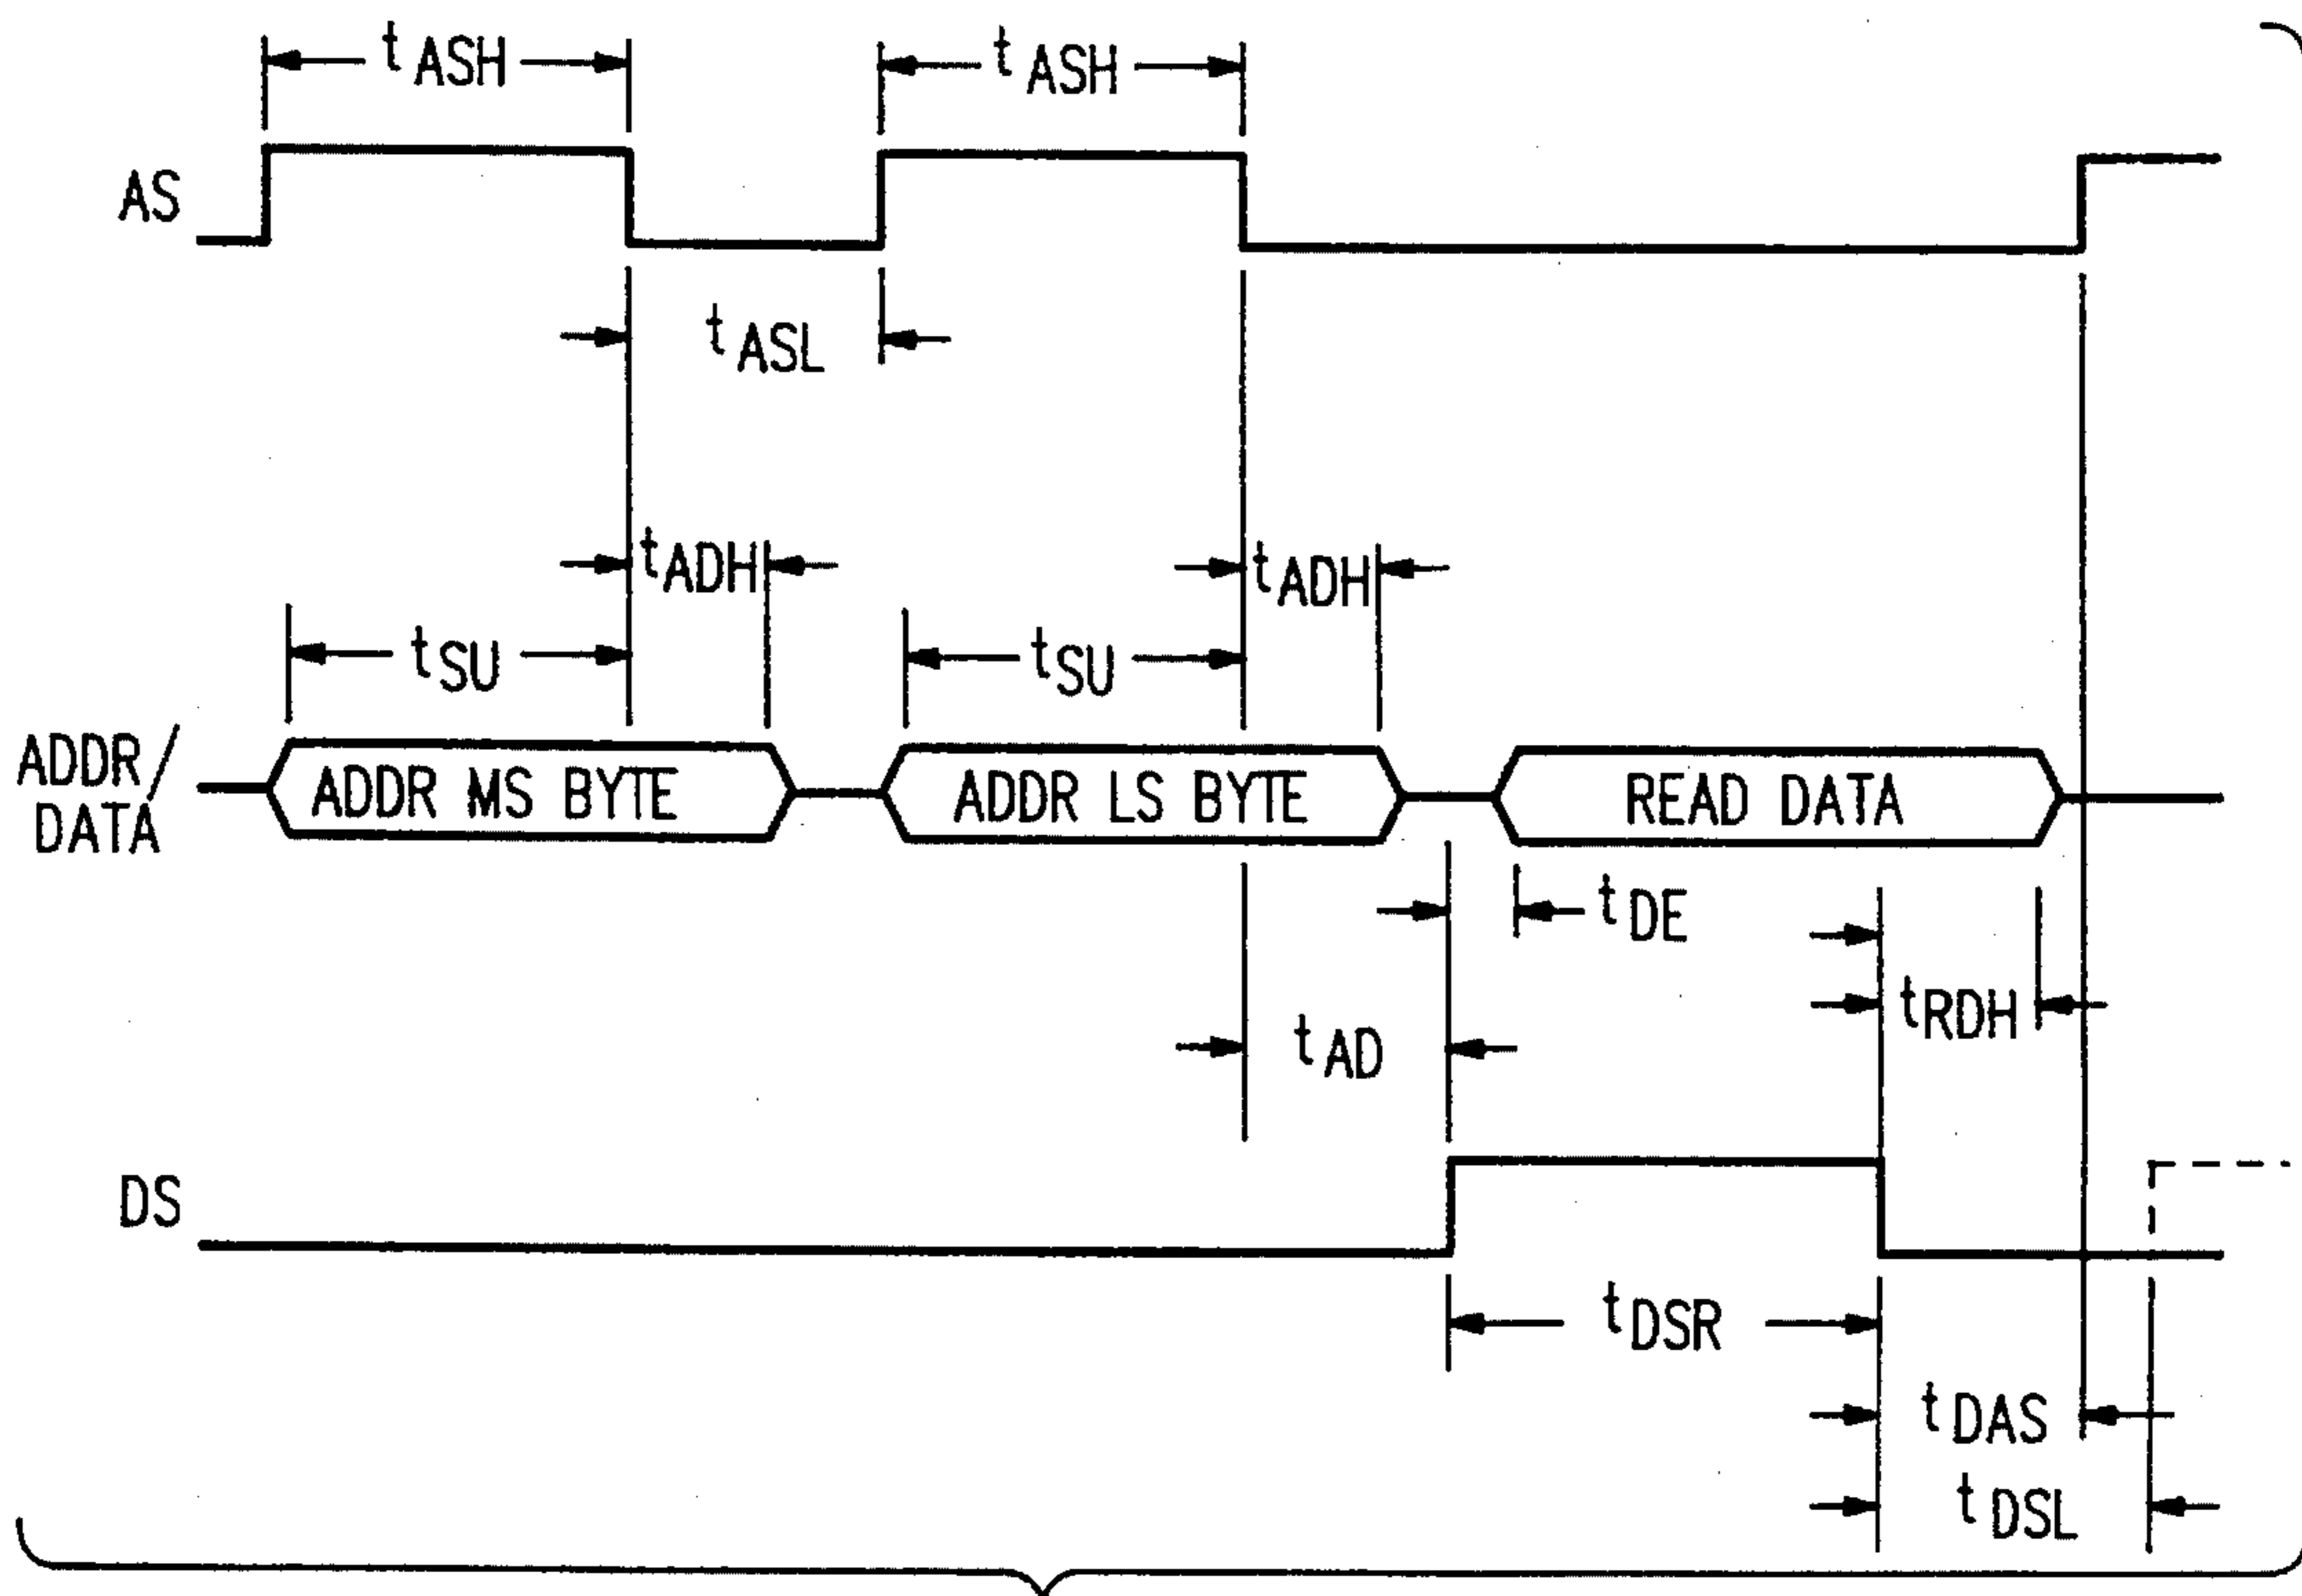 tASH tASH
AS
tASL
tADH tADH
tSU tSU
ADDR/
DATA
ADDR MS BYTE ADDR LS BYTE READ DATA
tDE
tRDH
tAD
DS
tDSR
tDAS
tDSL